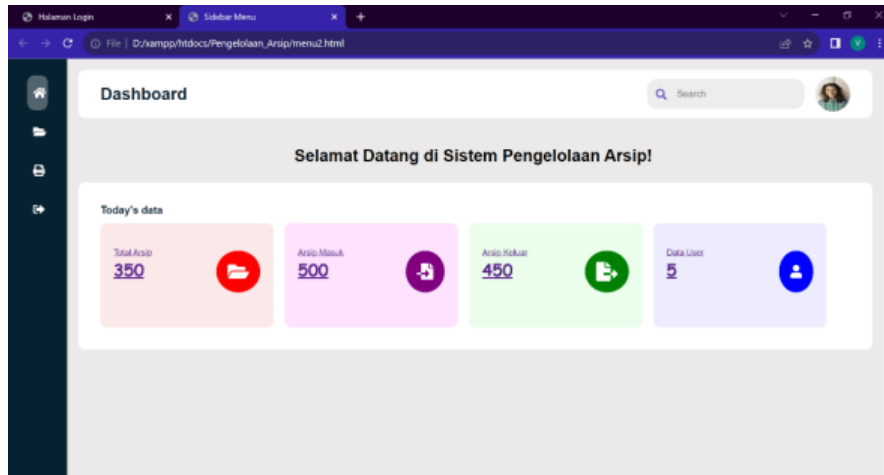 Halaman Login
Sidebar Menu
File | D:/xampp/htdocs/Pengelolaan_Arsip/menu2.html
V
Dashboard
Search
Selamat Datang di Sistem Pengelolaan Arsip!
Today's data
Total Arsip
350
Arsip Masuk
500
Arsip Keluar
450
Data User
5